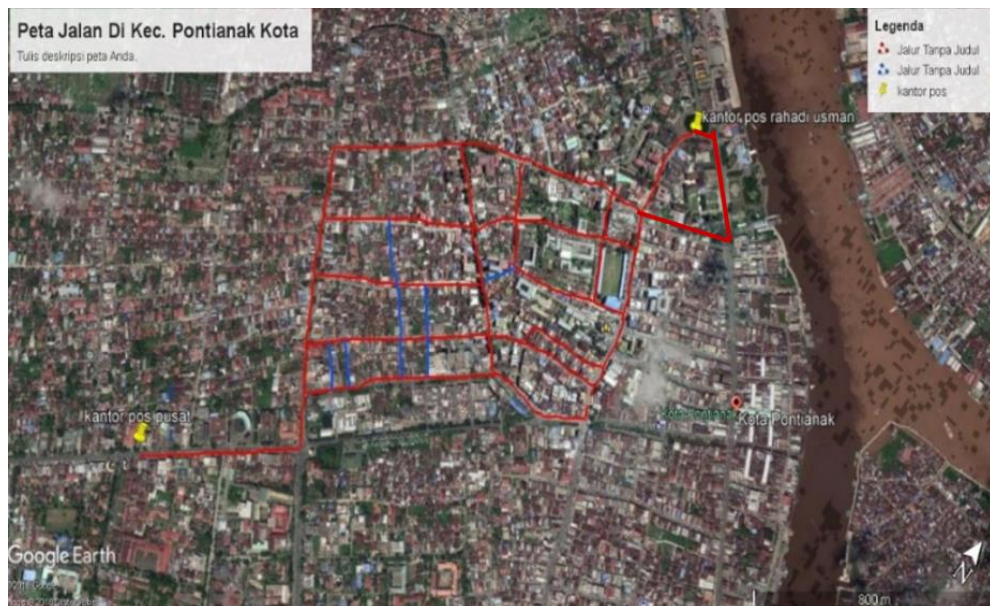 Peta Jalan Di Kec. Pontianak Kota
Tulis deskripsi peta Anda.
Legenda
Jalur Tanpa Judul
Jalur Tanpa Judul
kantor pos
kantor pos rahadi usman
kantor pos pusat
Kota Pontianak
Google Earth
N
800 m